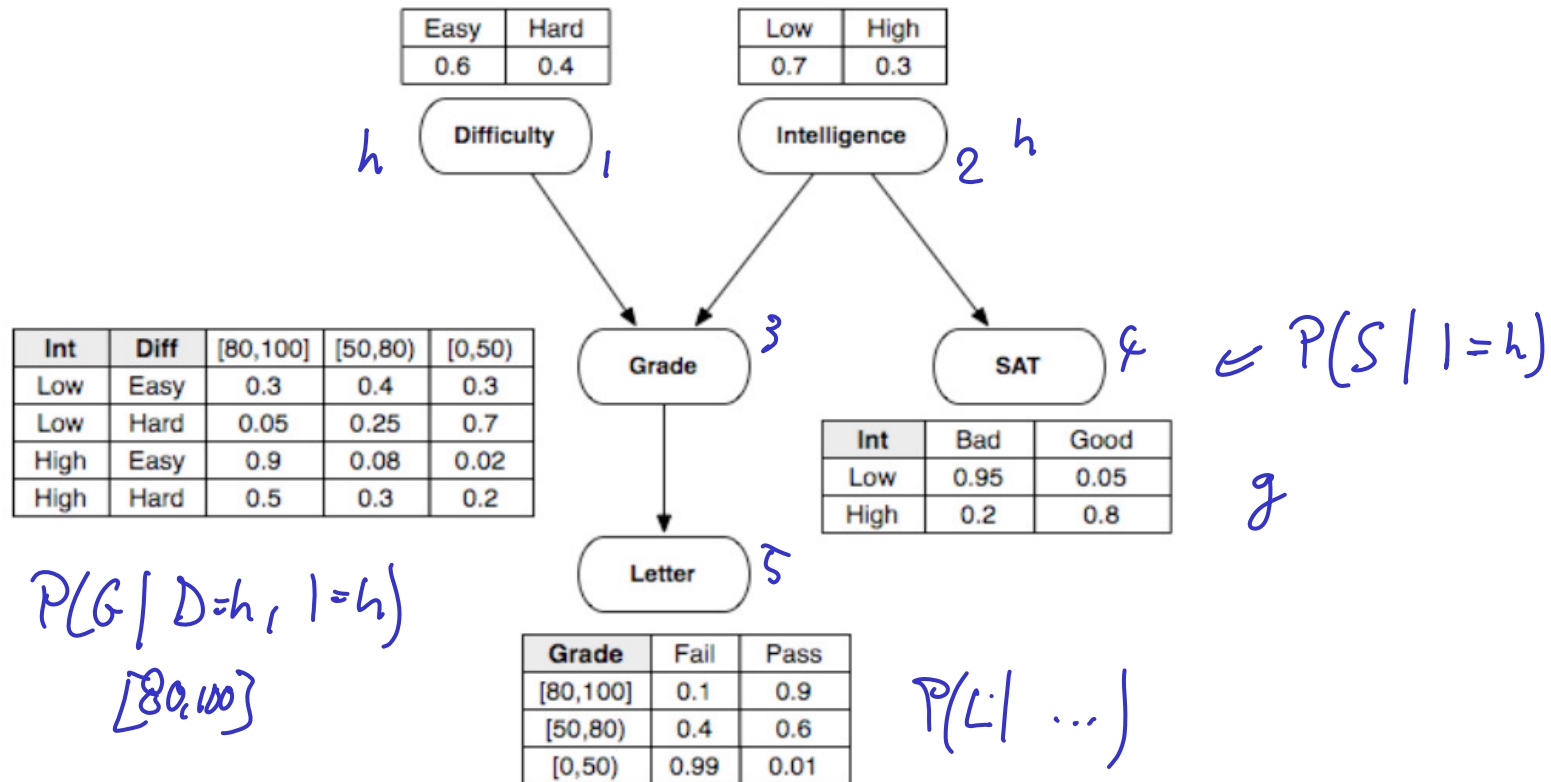 Easy Hard
0.6 0.4
Low High
0.7 0.3
Difficulty
Intelligence
h
1
2
h
Int Diff [80,100] [50,80) [0,50)
Low Easy 0.3 0.4 0.3
Low Hard 0.05 0.25 0.7
High Easy 0.9 0.08 0.02
High Hard 0.5 0.3 0.2
Grade
3
SAT
4
P(S | I=h)
Int Bad Good
Low 0.95 0.05
High 0.2 0.8
g
Letter
5
P(G | D=h, I=h)
[80,100]
Grade Fail Pass
[80,100] 0.1 0.9
[50,80) 0.4 0.6
[0,50) 0.99 0.01
P(L| ...)